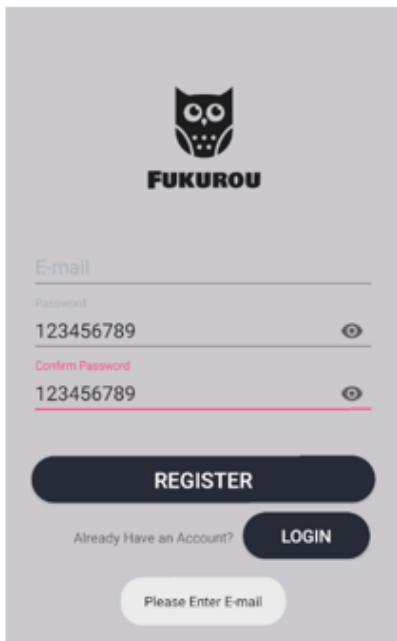 FUKUROU
E-mail
Password
123456789
Confirm Password
123456789
REGISTER
Already Have an Account?
LOGIN
Please Enter E-mail